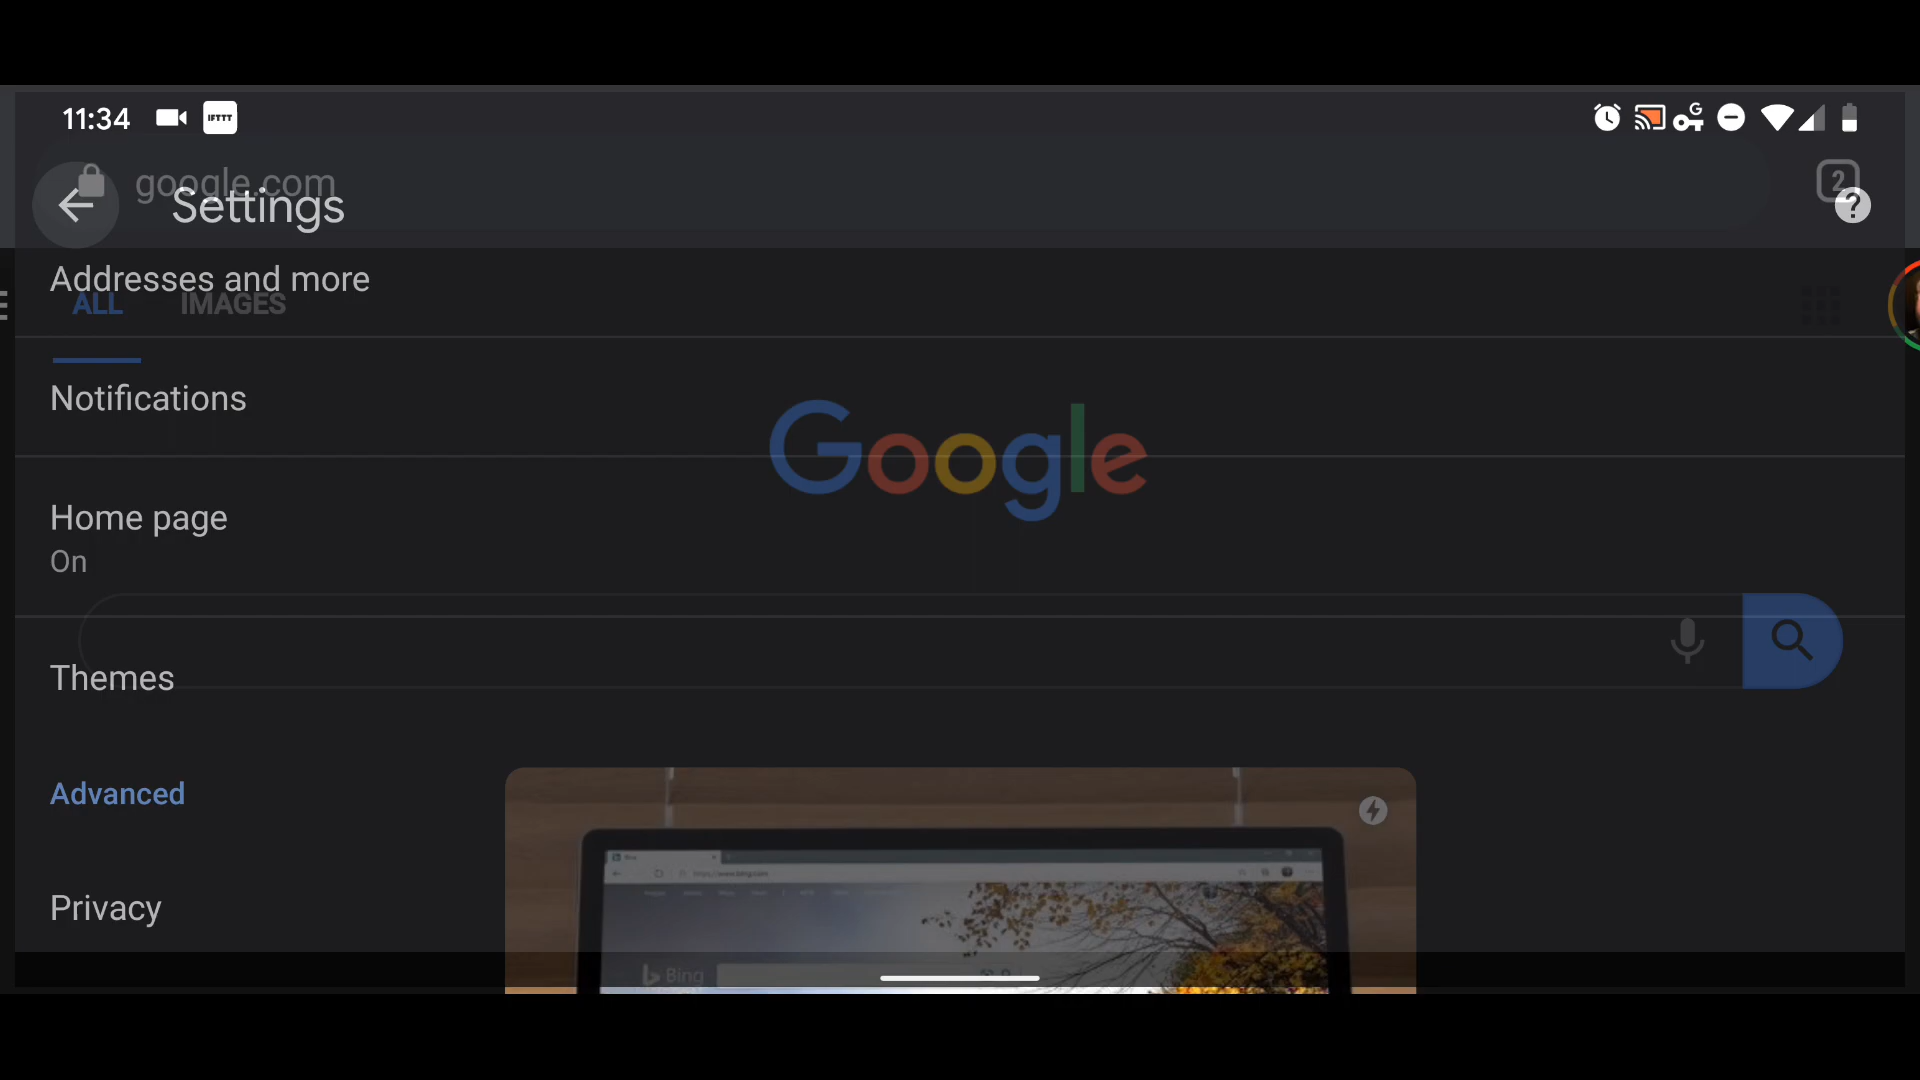 11:34
IFTTT
G
google.com
2
Settings
?
Addresses and more
ALL IMAGES
Notifications
Google
Home page
On
Themes
Advanced
Privacy
Bing